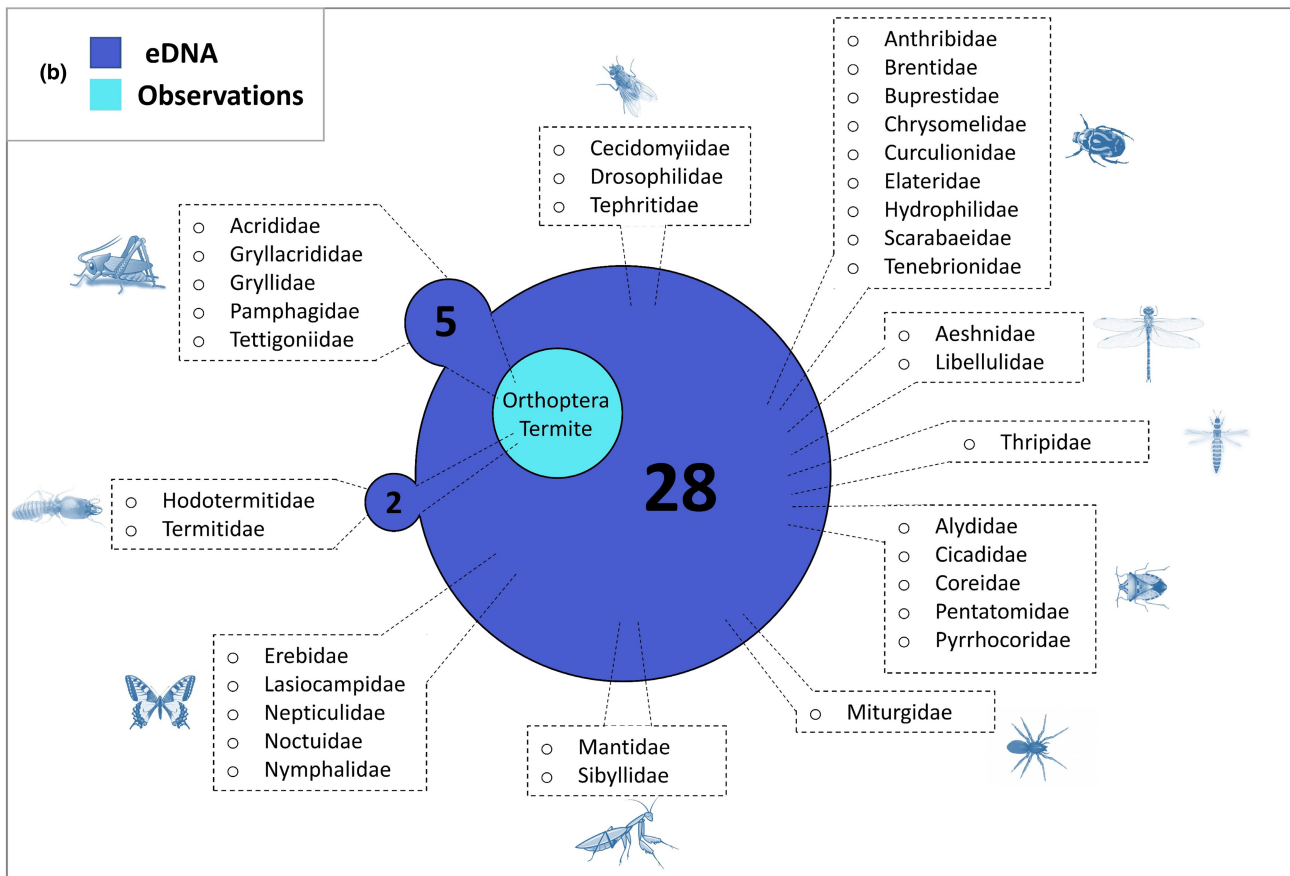 (b)
eDNA
Observations
Cecidomyiidae
Drosophilidae
Tephritidae
Anthribidae
Brentidae
Buprestidae
Chrysomelidae
Curculionidae
Elateridae
Hydrophilidae
Scarabaeidae
Tenebrionidae
Acrididae
Gryllacrididae
Gryllidae
Pamphagidae
Tettigoniidae
5
Aeshnidae
Libellulidae
Orthoptera
Termite
28
Thripidae
Hodotermitidae
Termitidae
2
Alydidae
Cicadidae
Coreidae
Pentatomidae
Pyrrhocoridae
Erebidae
Lasiocampidae
Nepticulidae
Noctuidae
Nymphalidae
Mantidae
Sibyllidae
Miturgidae